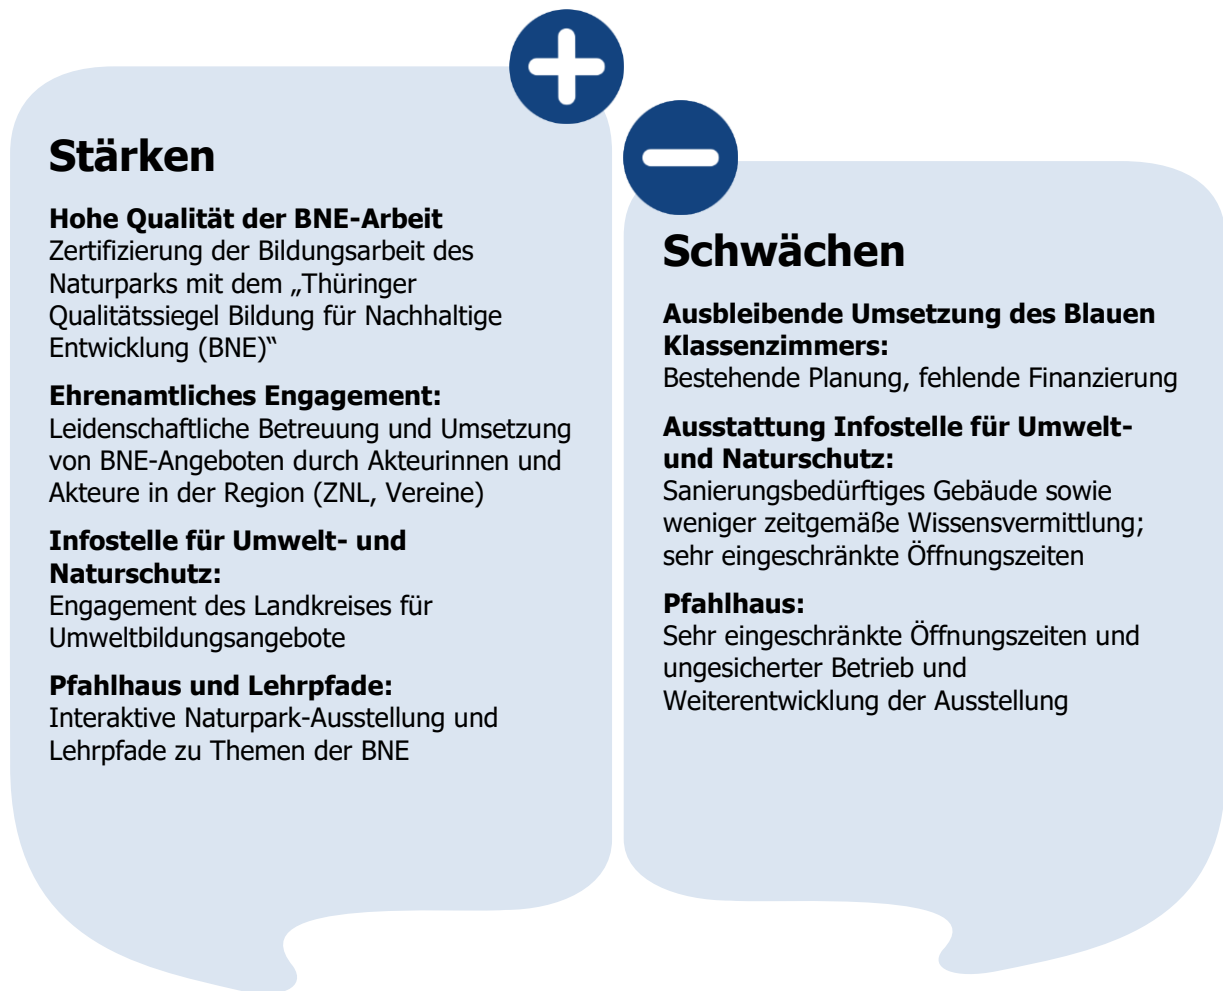 Stärken
Hohe Qualität der BNE-Arbeit
Zertifizierung der Bildungsarbeit des
Naturparks mit dem „Thüringer
Qualitätssiegel Bildung für Nachhaltige
Entwicklung (BNE)“
Ehrenamtliches Engagement:
Leidenschaftliche Betreuung und Umsetzung
von BNE-Angeboten durch Akteurinnen und
Akteure in der Region (ZNL, Vereine)
Infostelle für Umwelt- und
Naturschutz:
Engagement des Landkreises für
Umweltbildungsangebote
Pfahlhaus und Lehrpfade:
Interaktive Naturpark-Ausstellung und
Lehrpfade zu Themen der BNE
Schwächen
Ausbleibende Umsetzung des Blauen
Klassenzimmers:
Bestehende Planung, fehlende Finanzierung
Ausstattung Infostelle für Umwelt-
und Naturschutz:
Sanierungsbedürftiges Gebäude sowie
weniger zeitgemäße Wissensvermittlung;
sehr eingeschränkte Öffnungszeiten
Pfahlhaus:
Sehr eingeschränkte Öffnungszeiten und
ungesicherter Betrieb und
Weiterentwicklung der Ausstellung